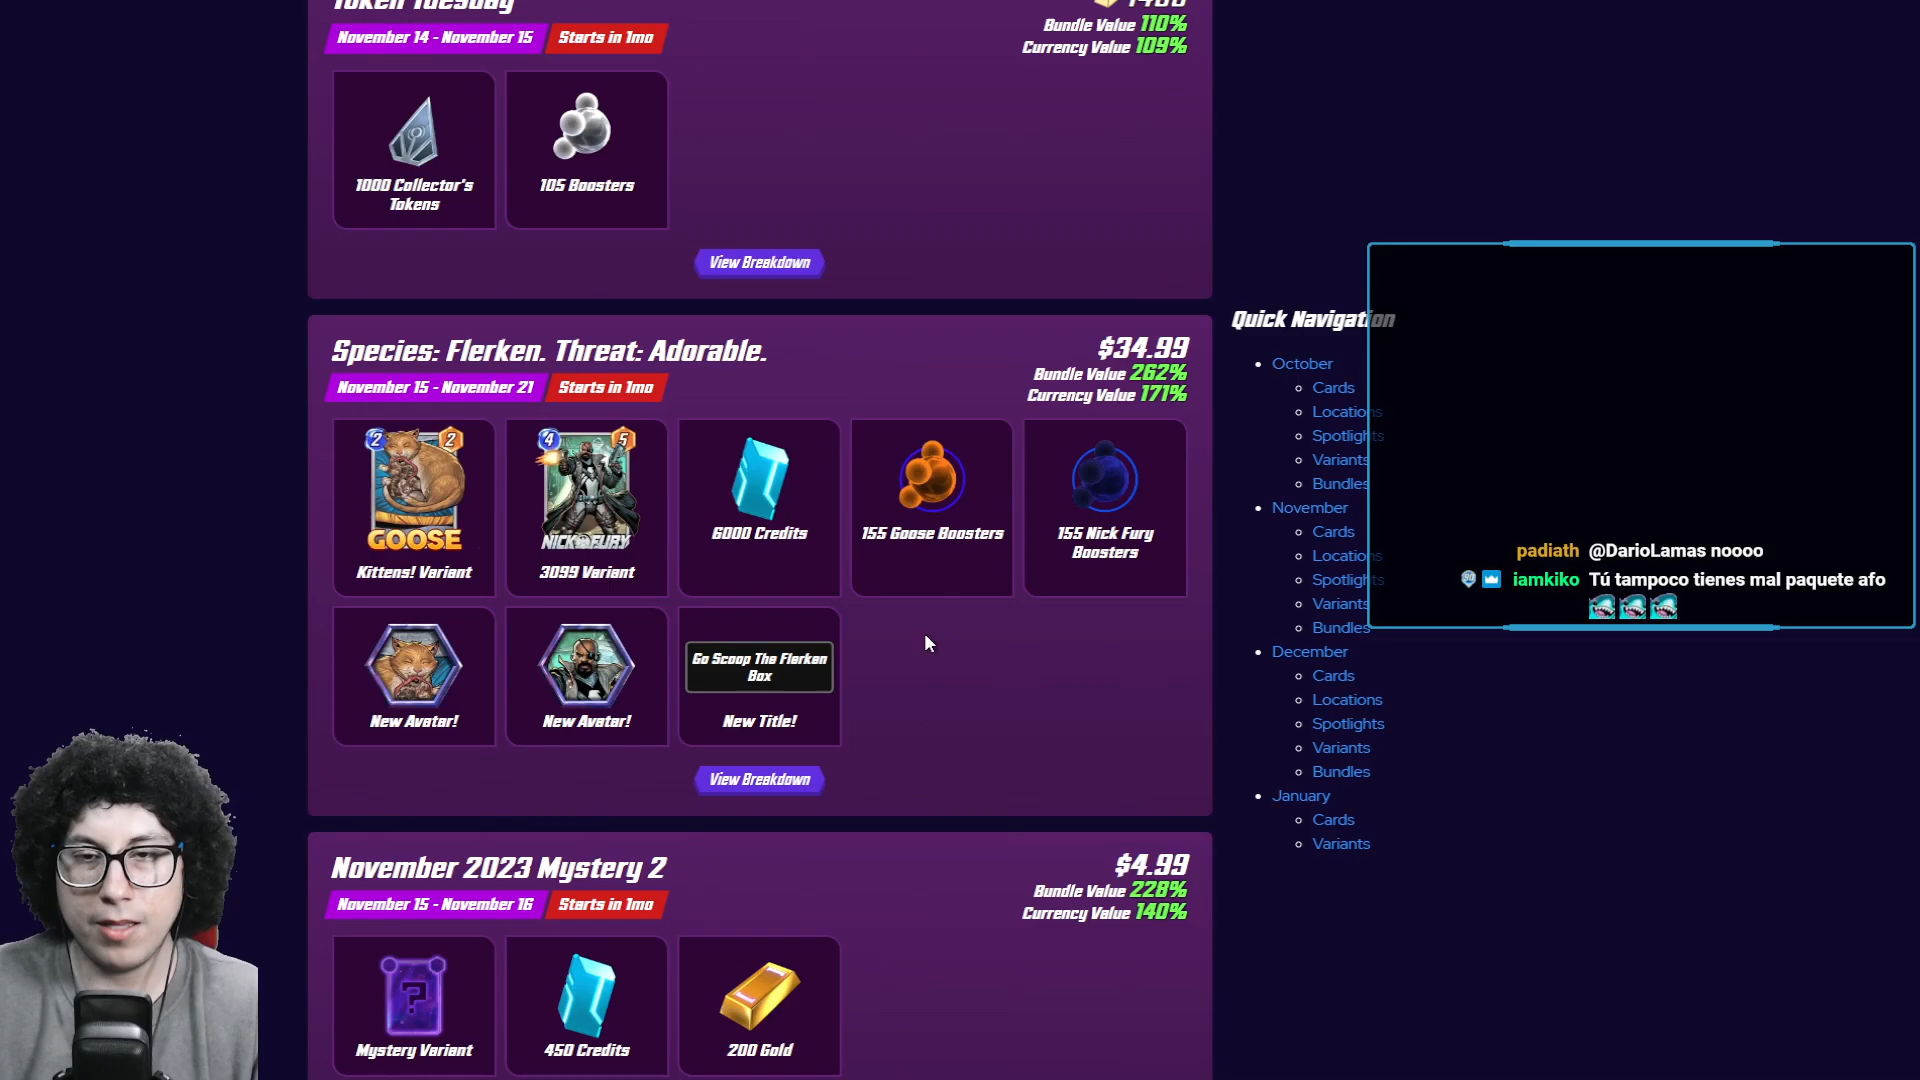 Token Tuesday
1400
Bundle Value 110%
Currency Value 109%
November 14 - November 15
Starts in 1mo
1000 Collector's
Tokens
105 Boosters
View Breakdown
Species: Flerken. Threat: Adorable.
$34.99
Bundle Value 262%
Currency Value 171%
November 15 - November 21
Starts in 1mo
2
2
GOOSE
Kittens! Variant
4
5
NICK FURY
3099 Variant
6000 Credits
155 Goose Boosters
155 Nick Fury
Boosters
New Avatar!
New Avatar!
Go Scoop The Flerken
Box
New Title!
View Breakdown
November 2023 Mystery 2
$4.99
Bundle Value 228%
Currency Value 140%
November 15 - November 16
Starts in 1mo
?
Mystery Variant
450 Credits
200 Gold
Quick Navigation
October
Cards
Locations
Spotlights
Variants
Bundles
November
Cards
Locations
Spotlights
Variants
Bundles
December
Cards
Locations
Spotlights
Variants
Bundles
January
Cards
Variants
padiath @DarioLamas noooo
iamkiko Tú tampoco tienes mal paquete afo